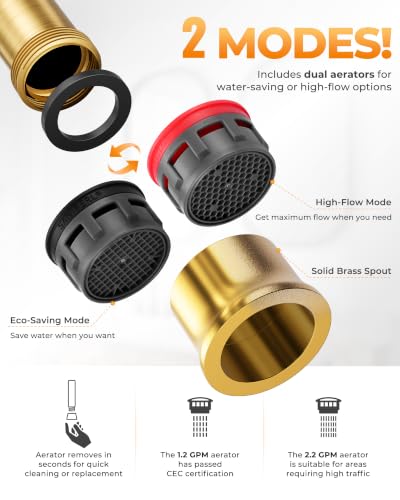 2 MODES!
Includes dual aerators for
water-saving or high-flow options
High-Flow Mode
Get maximum flow when you need
Solid Brass Spout
Eco-Saving Mode
Save water when you want
Aerator removes in
seconds for quick
cleaning or replacement
The 1.2 GPM aerator
has passed
CEC certification
The 2.2 GPM aerator
is suitable for areas
requiring high traffic